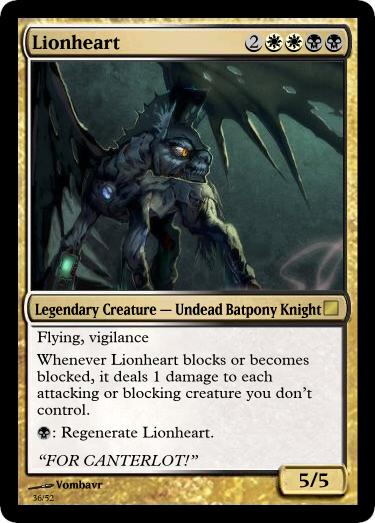 Lionheart 2
Legendary Creature — Undead Batpony Knight
Flying, vigilance
Whenever Lionheart blocks or becomes
blocked, it deals 1 damage to each
attacking or blocking creature you don't
control.
: Regenerate Lionheart.
"FOR CANTERLOT!"
5/5
Vombavr
36/52